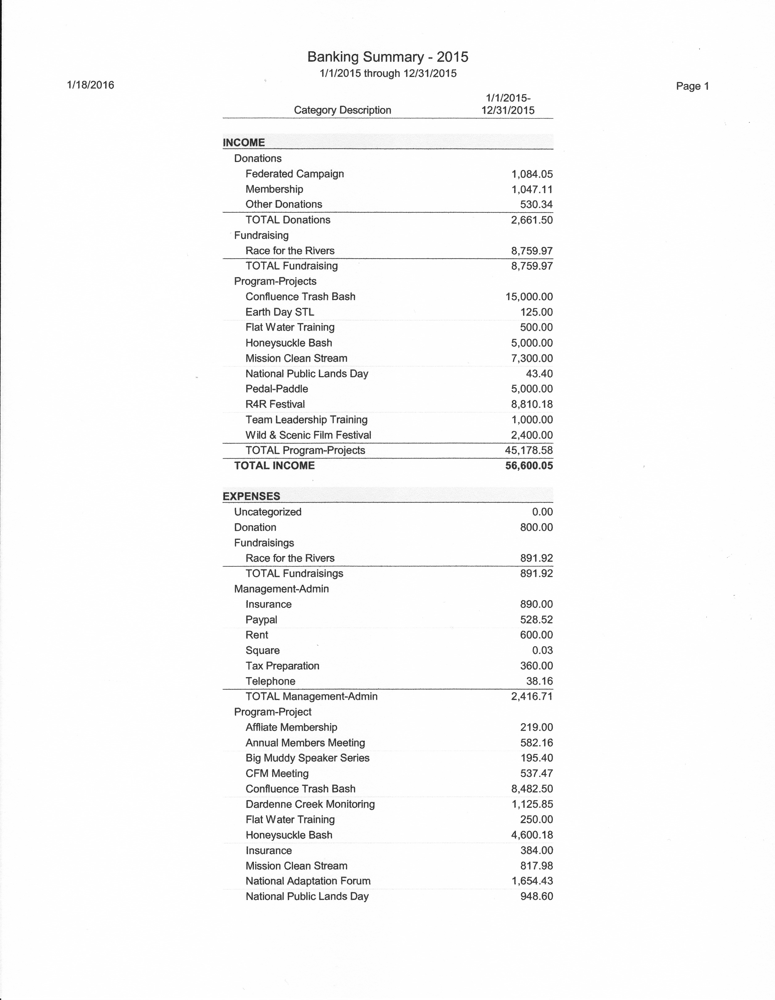 Banking Summary - 2015
1/1/2015 through 12/31/2015
1/18/2016
Page 1
1/1/2015-
Category Description 12/31/2015
INCOME
Donations
Federated Campaign 1,084.05
Membership 1,047.11
Other Donations 530.34
TOTAL Donations 2,661.50
Fundraising
Race for the Rivers 8,759.97
TOTAL Fundraising 8,759.97
Program-Projects
Confluence Trash Bash 15,000.00
Earth Day STL 125.00
Flat Water Training 500.00
Honeysuckle Bash 5,000.00
Mission Clean Stream 7,300.00
National Public Lands Day 43.40
Pedal-Paddle 5,000.00
R4R Festival 8,810.18
Team Leadership Training 1,000.00
Wild & Scenic Film Festival 2,400.00
TOTAL Program-Projects 45,178.58
TOTAL INCOME 56,600.05
EXPENSES
Uncategorized 0.00
Donation 800.00
Fundraisings
Race for the Rivers 891.92
TOTAL Fundraisings 891.92
Management-Admin
Insurance 890.00
Paypal 528.52
Rent 600.00
Square 0.03
Tax Preparation 360.00
Telephone 38.16
TOTAL Management-Admin 2,416.71
Program-Project
Affliate Membership 219.00
Annual Members Meeting 582.16
Big Muddy Speaker Series 195.40
CFM Meeting 537.47
Confluence Trash Bash 8,482.50
Dardenne Creek Monitoring 1,125.85
Flat Water Training 250.00
Honeysuckle Bash 4,600.18
Insurance 384.00
Mission Clean Stream 817.98
National Adaptation Forum 1,654.43
National Public Lands Day 948.60